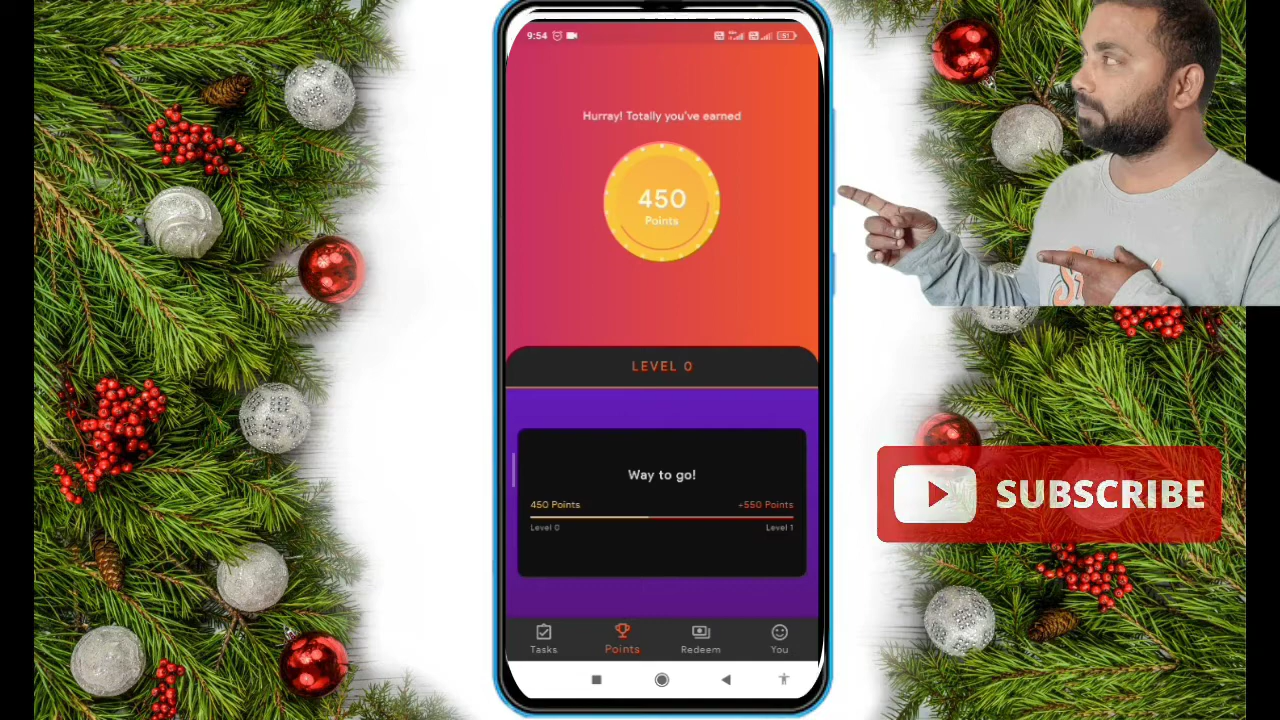 9:54
51
Hurray! Totally you've earned
450
Points
LEVEL 0
Way to go!
450 Points
+550 Points
Level 0
Level 1
Tasks
Points
Redeem
You
SUBSCRIBE